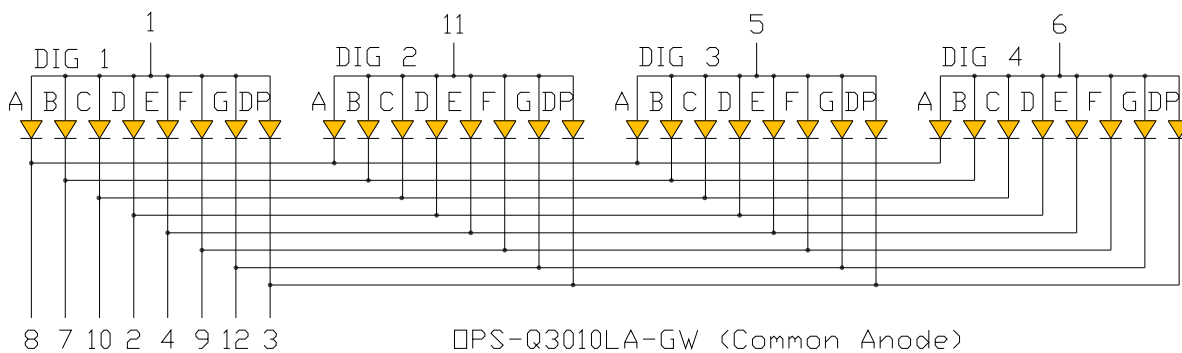 1 11 5 6
DIG 1 DIG 2 DIG 3 DIG 4
A B C D E F G DP A B C D E F G DP A B C D E F G DP A B C D E F G DP
8 7 10 2 4 9 12 3 OPS-Q3010LA-GW (Common Anode)